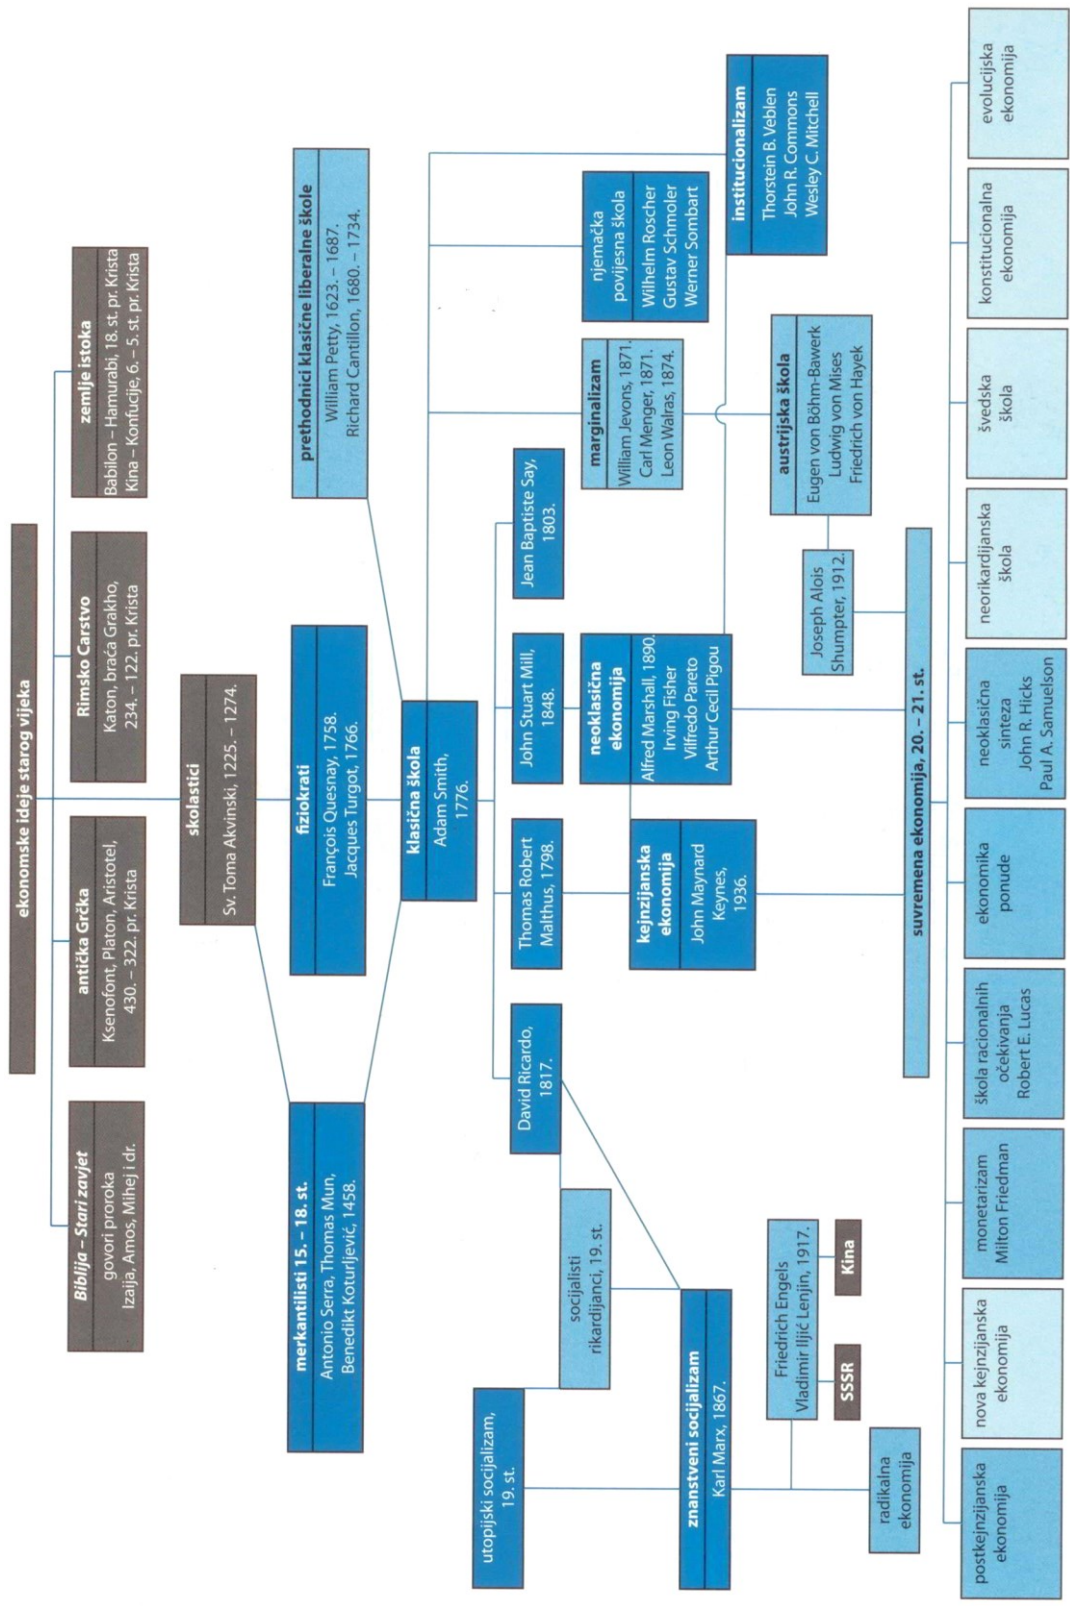 ekonomske ideje starog vijeka
Biblija – Stari zavjet
govori proroka
Izaija, Amos, Mihej i dr.
antička Grčka
Ksenofont, Platon, Aristotel,
430. – 322. pr. Krista
Rimsko Carstvo
Katon, braća Grakho,
234. – 122. pr. Krista
zemlje istoka
Babilon – Hamurabi, 18. st. pr. Krista
Kina – Konfucije, 6. – 5. st. pr. Krista
skolastici
Sv. Toma Akvinski, 1225. – 1274.
merkantilisti 15. – 18. st.
Antonio Serra, Thomas Mun,
Benedikt Koturljević, 1458.
fiziokrati
François Quesnay, 1758.
Jacques Turgot, 1766.
prethodnici klasične liberalne škole
William Petty, 1623. – 1687.
Richard Cantillon, 1680. – 1734.
klasična škola
Adam Smith,
1776.
utopijski socijalizam,
19. st.
David Ricardo,
1817.
Thomas Robert
Malthus, 1798.
John Stuart Mill,
1848.
Jean Baptiste Say,
1803.
socijalisti
rikardijanci, 19. st.
neoklasična
ekonomija
Alfred Marshall, 1890.
Irving Fisher
Vilfredo Pareto
Arthur Cecil Pigou
marginalizam
William Jevons, 1871.
Carl Menger, 1871.
Leon Walras, 1874.
njemačka
povijesna škola
Wilhelm Roscher
Gustav Schmoler
Werner Sombart
kejnzijanska
ekonomija
John Maynard
Keynes,
1936.
znanstveni socijalizam
Karl Marx, 1867.
institucionalizam
Thorstein B. Veblen
John R. Commons
Wesley C. Mitchell
Friedrich Engels
Vladimir Iljić Lenjin, 1917.
SSSR
Kina
austrijska škola
Eugen von Böhm-Bawerk
Ludwig von Mises
Friedrich von Hayek
Joseph Alois
Shumpter, 1912.
radikalna
ekonomija
suvremena ekonomija, 20. – 21. st.
postkejnzijanska
ekonomija
nova kejnzijanska
ekonomija
monetarizam
Milton Friedman
škola racionalnih
očekivanja
Robert E. Lucas
ekonomika
ponude
neoklasična
sinteza
John R. Hicks
Paul A. Samuelson
neorikardijanska
škola
švedska
škola
konstitucionalna
ekonomija
evolucijska
ekonomija